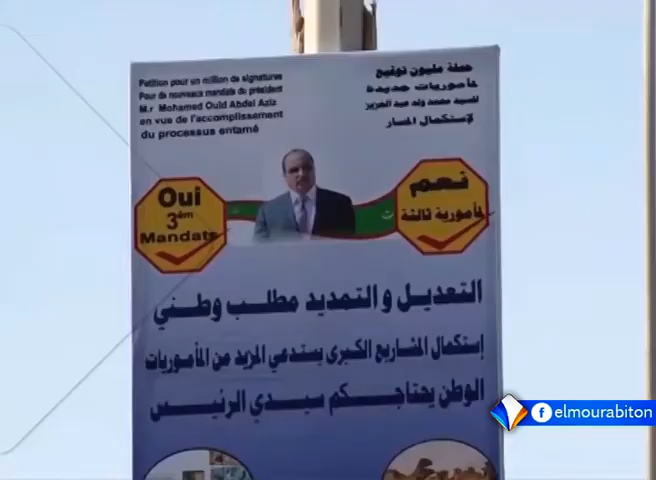 Petition pour un million de signatures
Pour de nouveaux mandats du président
M.r Mohamed Ould Abdel Aziz
en vue de l'accomplissement
du processus entamé
حملة مليون توقيع
لمأموريات جديدة
للسيد محمد ولد عبد العزيز
لإستكمال المسار
Oui
3ém
Mandats
نعم
لمأمورية ثالثة
التعديل والتمديد مطلب وطني
إستكمال المشاريع الكبرى يستدعي المزيد من المأموريات
الوطن يحتاجكم سيدي الرئيس
elmourabiton